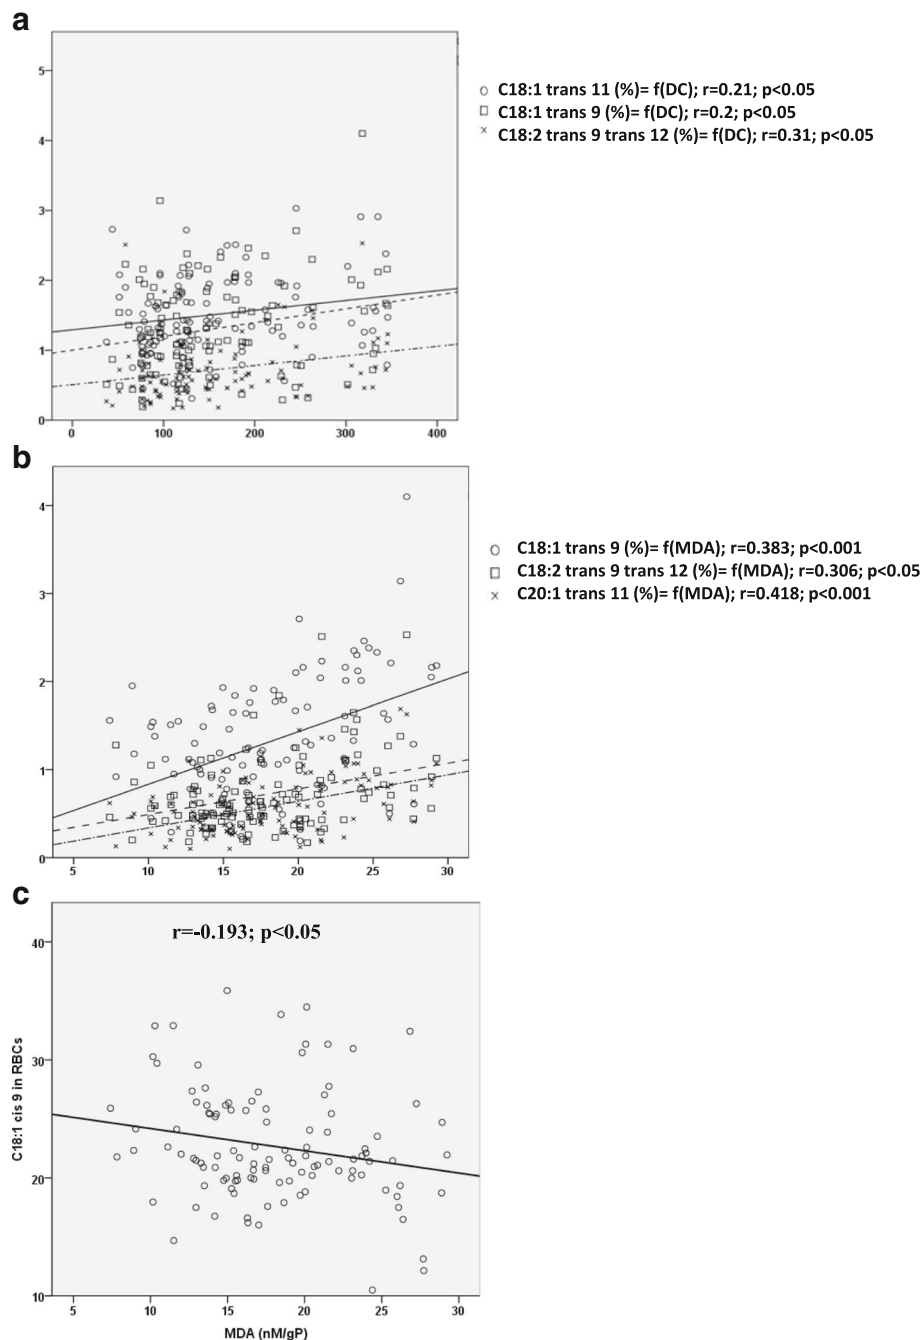 a
5
4
3
2
1
0
0 100 200 300 400
C18:1 trans 11 (%)= f(DC); r=0.21; p<0.05
C18:1 trans 9 (%)= f(DC); r=0.2; p<0.05
C18:2 trans 9 trans 12 (%)= f(DC); r=0.31; p<0.05
b
4
3
2
1
0
5 10 15 20 25 30
C18:1 trans 9 (%)= f(MDA); r=0.383; p<0.001
C18:2 trans 9 trans 12 (%)= f(MDA); r=0.306; p<0.05
C20:1 trans 11 (%)= f(MDA); r=0.418; p<0.001
c
r=-0.193; p<0.05
C18:1 cis 9 in RBCs
40
30
20
10
5 10 15 20 25 30
MDA (nM/gP)